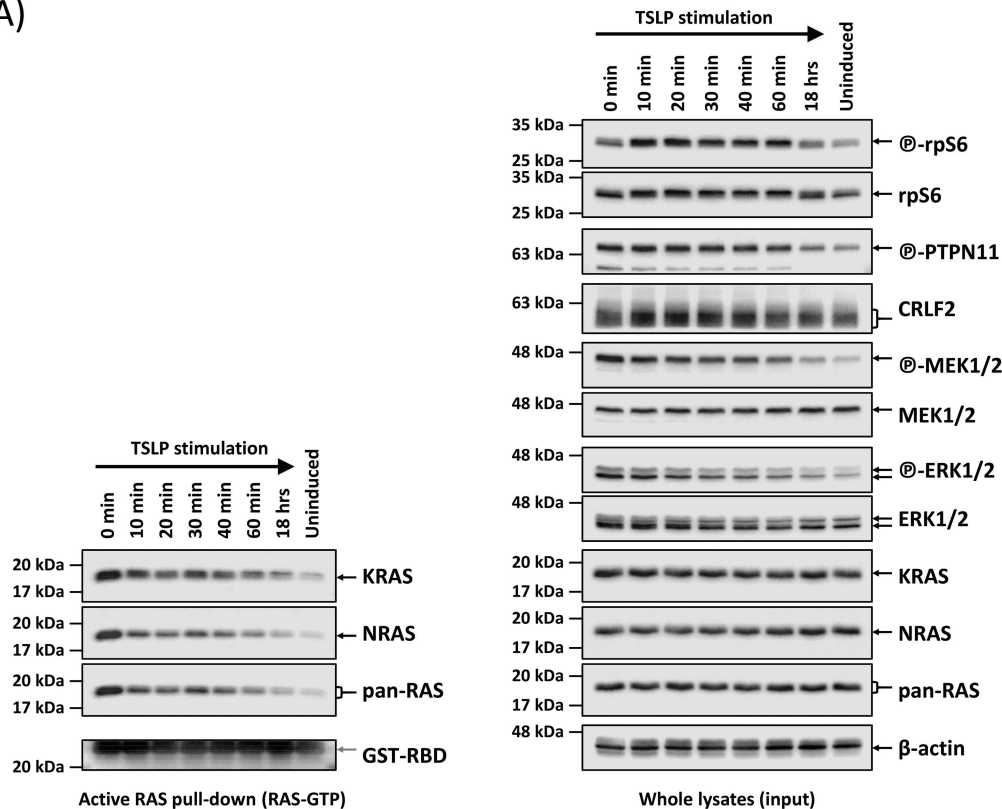 A)
TSLP stimulation
0 min
10 min
20 min
30 min
40 min
60 min
18 hrs
Uninduced
20 kDa
17 kDa
KRAS
20 kDa
17 kDa
NRAS
20 kDa
17 kDa
pan-RAS
20 kDa
GST-RBD
Active RAS pull-down (RAS-GTP)
TSLP stimulation
0 min
10 min
20 min
30 min
40 min
60 min
18 hrs
Uninduced
35 kDa
25 kDa
Ⓟ-rpS6
35 kDa
25 kDa
rpS6
63 kDa
Ⓟ-PTPN11
63 kDa
CRLF2
48 kDa
Ⓟ-MEK1/2
48 kDa
MEK1/2
48 kDa
Ⓟ-ERK1/2
48 kDa
ERK1/2
20 kDa
17 kDa
KRAS
20 kDa
17 kDa
NRAS
20 kDa
17 kDa
pan-RAS
48 kDa
β-actin
Whole lysates (input)